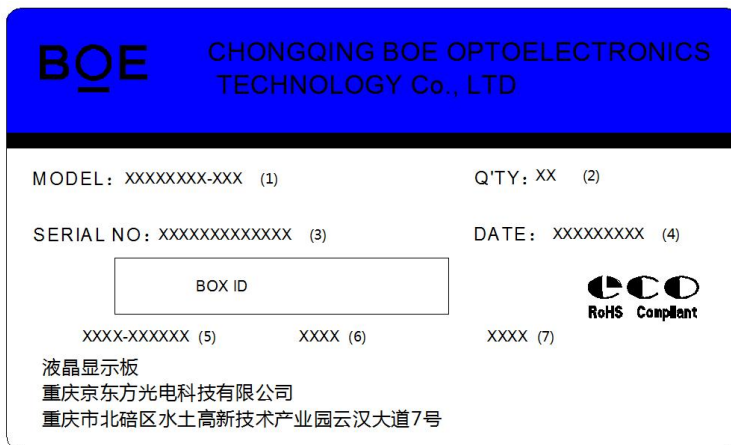 BOE
CHONGQING BOE OPTOELECTRONICS
TECHNOLOGY Co., LTD
MODEL: XXXXXXXX-XXX (1)
Q'TY: XX (2)
SERIAL NO: XXXXXXXXXXXXX (3)
DATE: XXXXXXXXX (4)
BOX ID
eco
RoHS Compliant
XXXX-XXXXXX (5)
XXXX (6)
XXXX (7)
液晶显示板
重庆京东方光电科技有限公司
重庆市北碚区水土高新技术产业园云汉大道7号